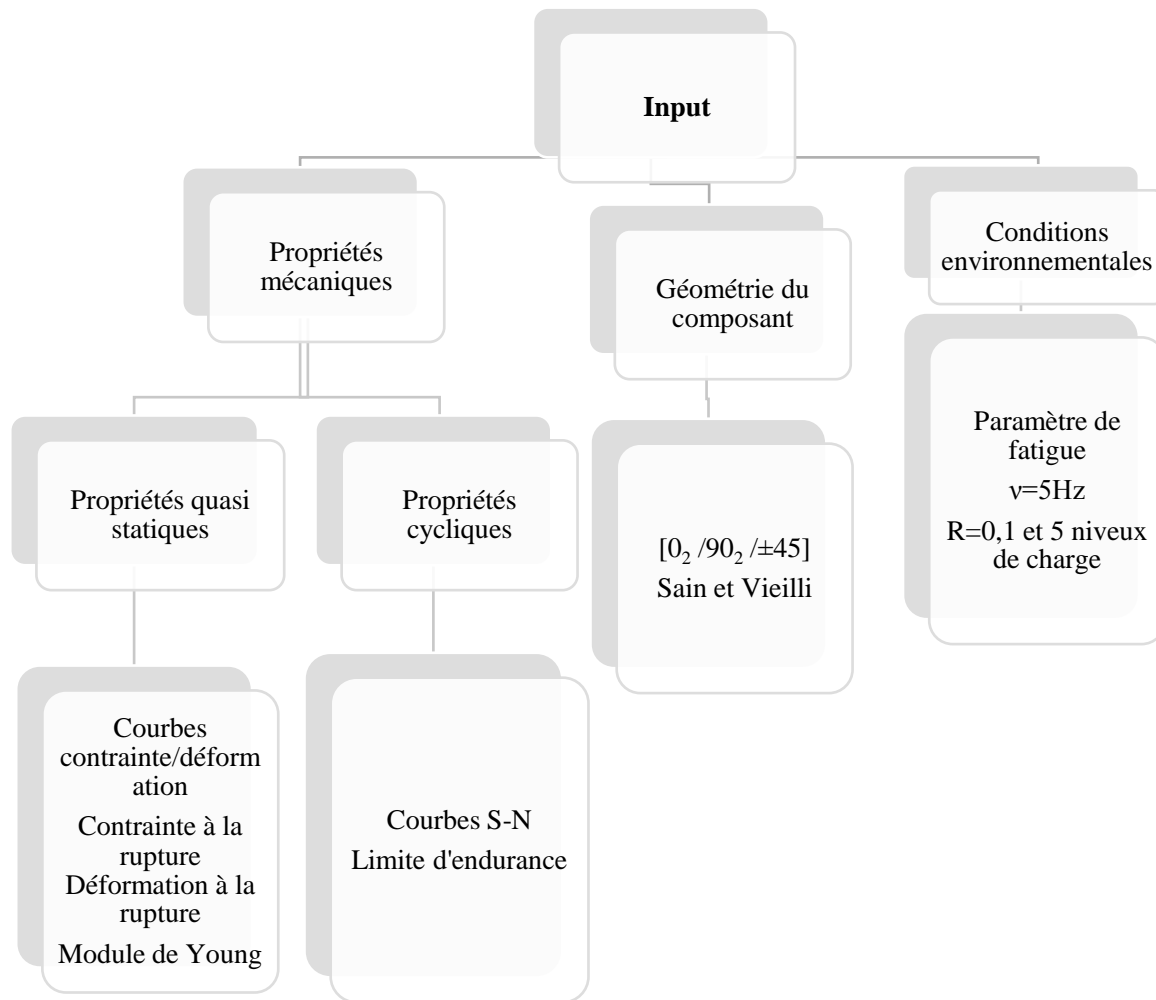 Input
Propriétés
mécaniques
Géométrie du
composant
Conditions
environnementales
Propriétés quasi
statiques
Propriétés
cycliques
[0₂ /90₂ /±45]
Sain et Vieilli
Paramètre de
fatigue
ν=5Hz
R=0,1 et 5 niveux
de charge
Courbes
contrainte/déform
ation
Contrainte à la
rupture
Déformation à la
rupture
Module de Young
Courbes S-N
Limite d'endurance